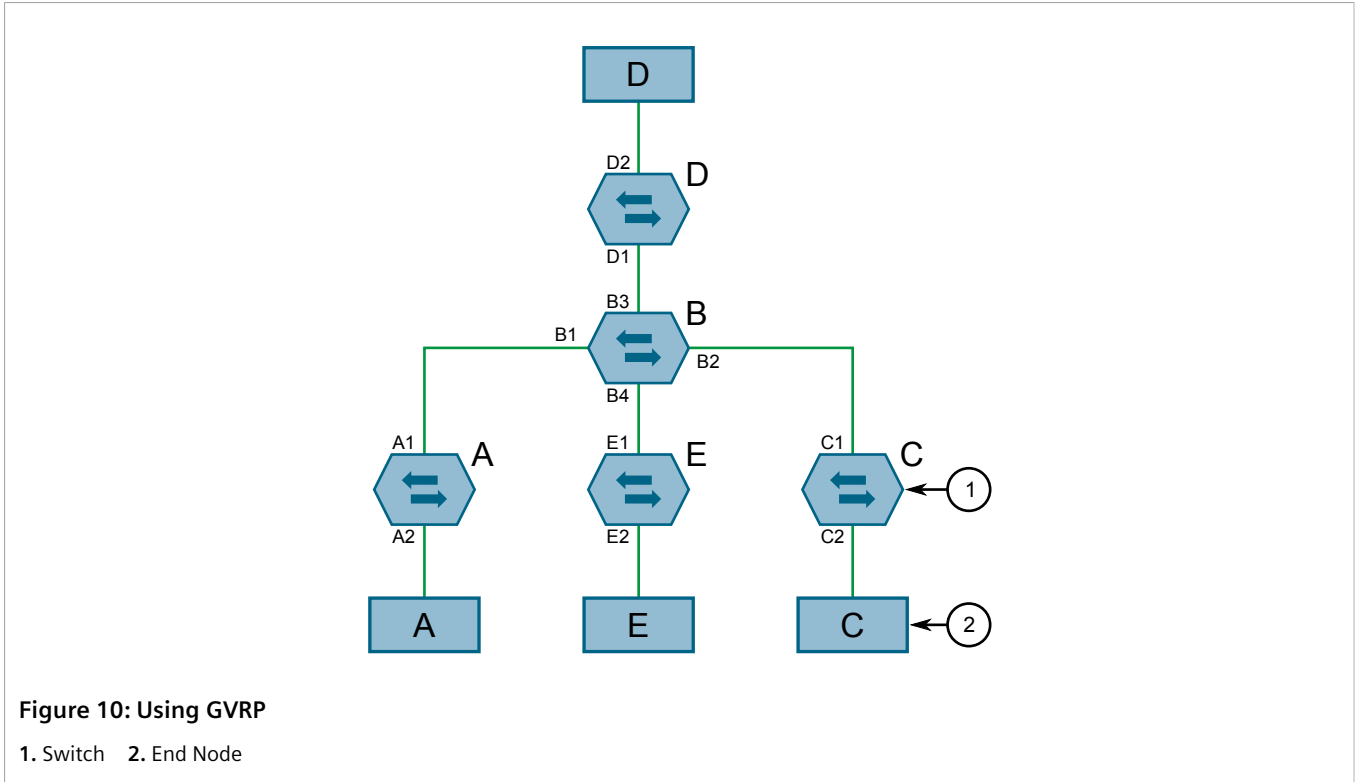 D
D2
D
D1
B3
B
B1
B2
B4
A1
A
E1
E
C1
C
1
A2
E2
C2
A
E
C
2
Figure 10: Using GVRP
1. Switch 2. End Node